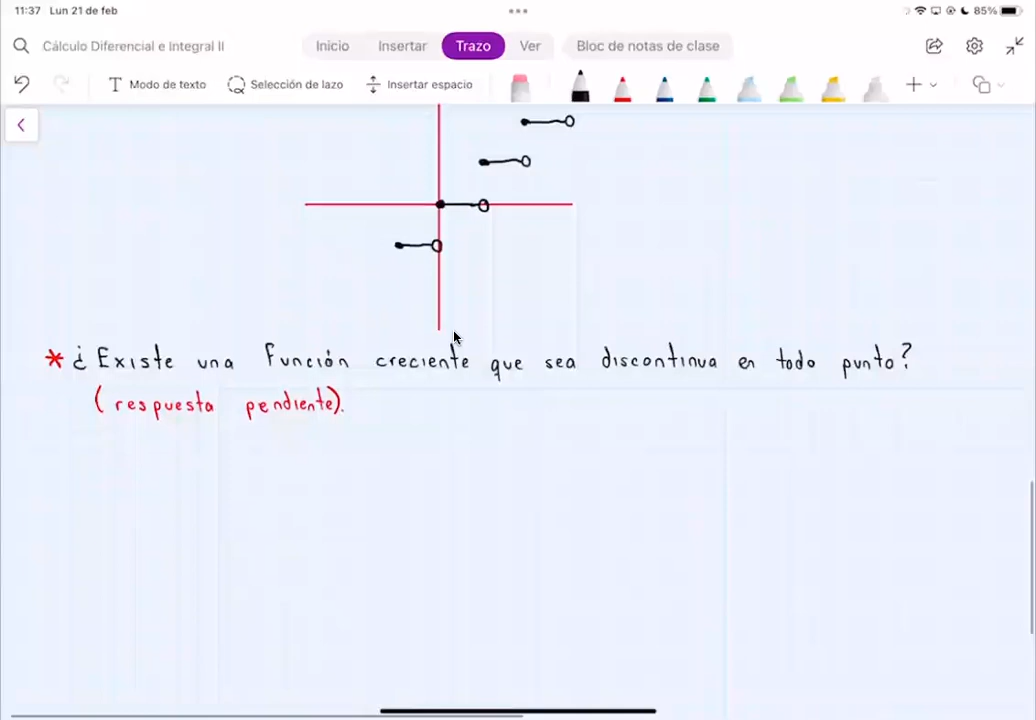 11:37 Lun 21 de feb
85%
Cálculo Diferencial e Integral II
Inicio Insertar Trazo Ver Bloc de notas de clase
Modo de texto Selección de lazo Insertar espacio
* ¿Existe una función creciente que sea discontinua en todo punto?
(respuesta pendiente).